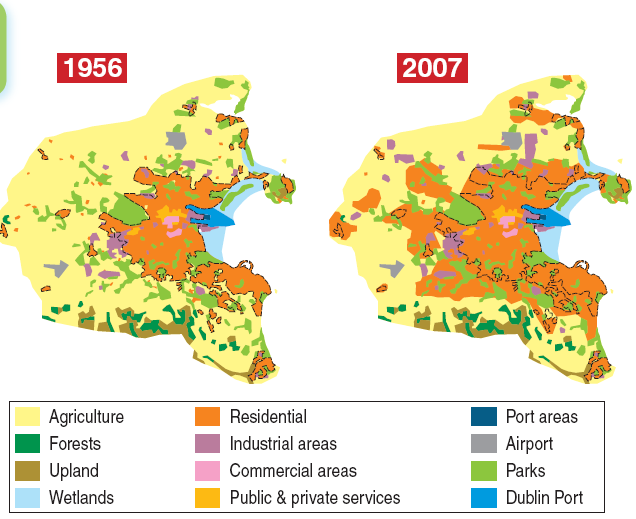 1956
2007
Agriculture
Residential
Port areas
Forests
Industrial areas
Airport
Upland
Commercial areas
Parks
Wetlands
Public & private services
Dublin Port